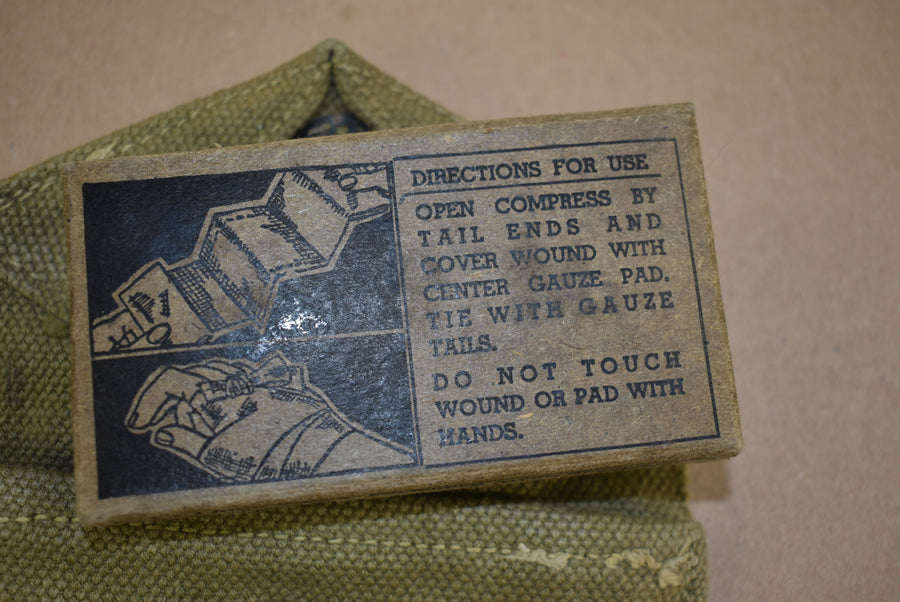 DIRECTIONS FOR USE
OPEN COMPRESS BY
TAIL ENDS AND
COVER WOUND WITH
CENTER GAUZE PAD.
TIE WITH GAUZE
TAILS.
DO NOT TOUCH
WOUND OR PAD WITH
HANDS.